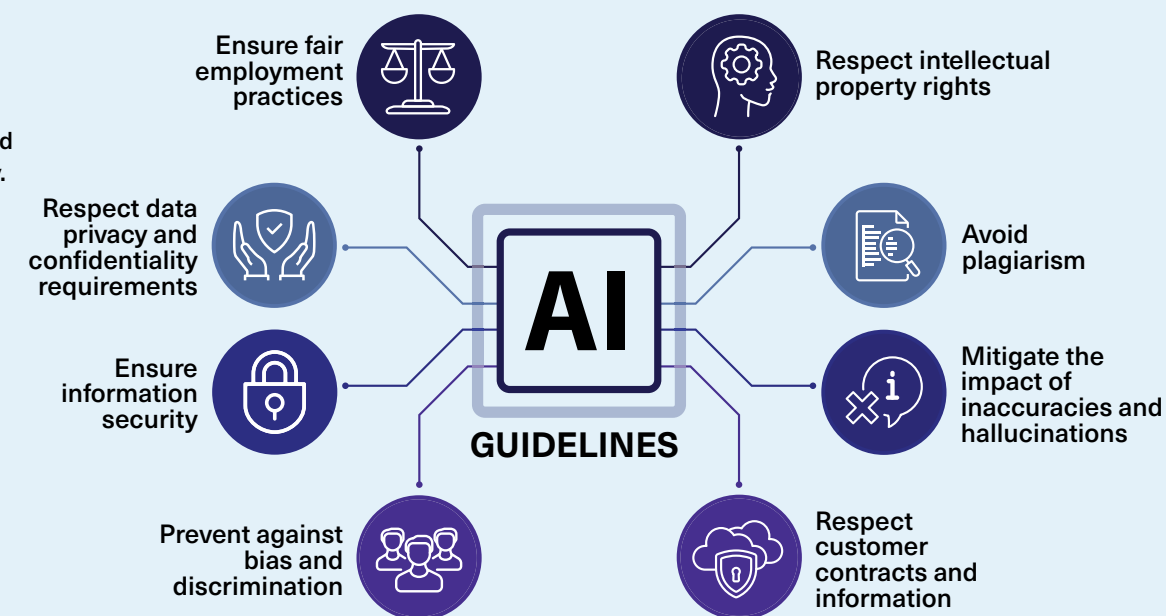 Ensure fair
employment
practices
Respect intellectual
property rights
d
.
Respect data
privacy and
confidentiality
requirements
Avoid
plagiarism
AI
GUIDELINES
Ensure
information
security
Mitigate the
impact of
inaccuracies and
hallucinations
Prevent against
bias and
discrimination
Respect
customer
contracts and
information